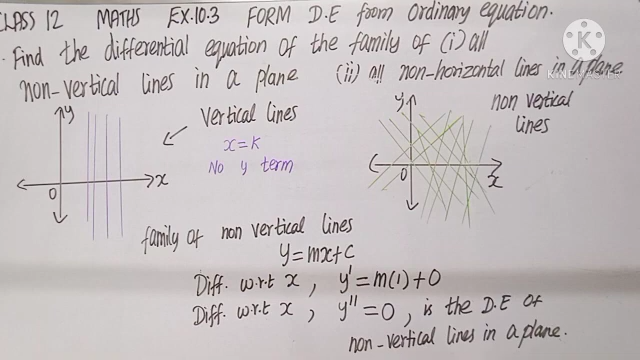 CLASS 12 MATHS EX.10.3 FORM D.E from ordinary equation.
Find the differential equation of the family of (i) all
non-vertical lines in a plane (ii) all non-horizontal lines in a plane
K
y
vertical lines
x=K
No y term
O
x
y
non vertical
lines
O
x
family of non vertical lines
y=mx+c
Diff. w.r.t x, y'=m(1)+0
Diff. w.r.t x, y''=0, is the D.E of
non-vertical lines in a plane.